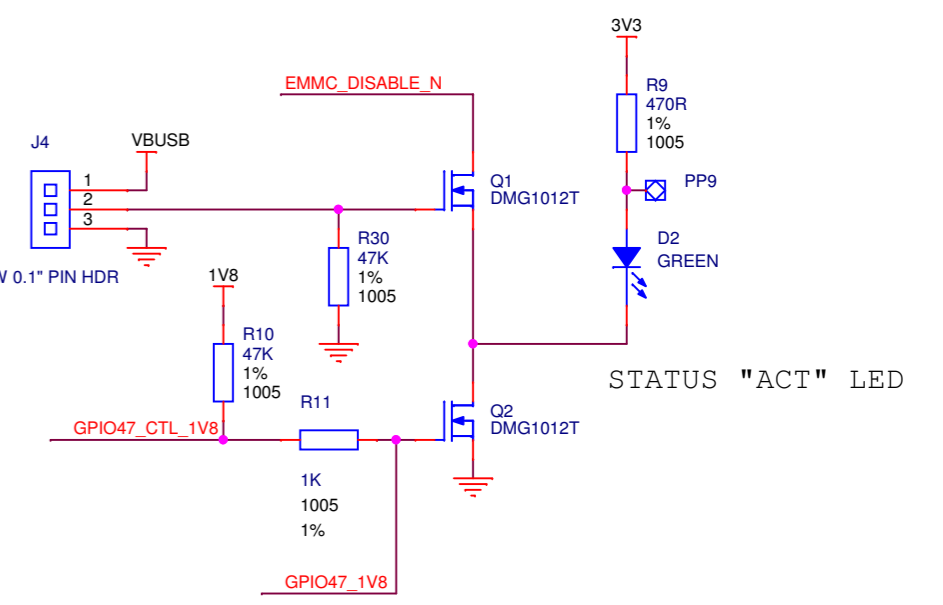 3V3
EMMC_DISABLE_N
R9
470R
1%
1005
J4
VBUSB
1
2
3
Q1
DMG1012T
PP9
R30
47K
1%
1005
D2
GREEN
0.1" PIN HDR
1V8
R10
47K
1%
1005
STATUS "ACT" LED
R11
GPIO47_CTL_1V8
Q2
DMG1012T
1K
1005
1%
GPIO47_1V8